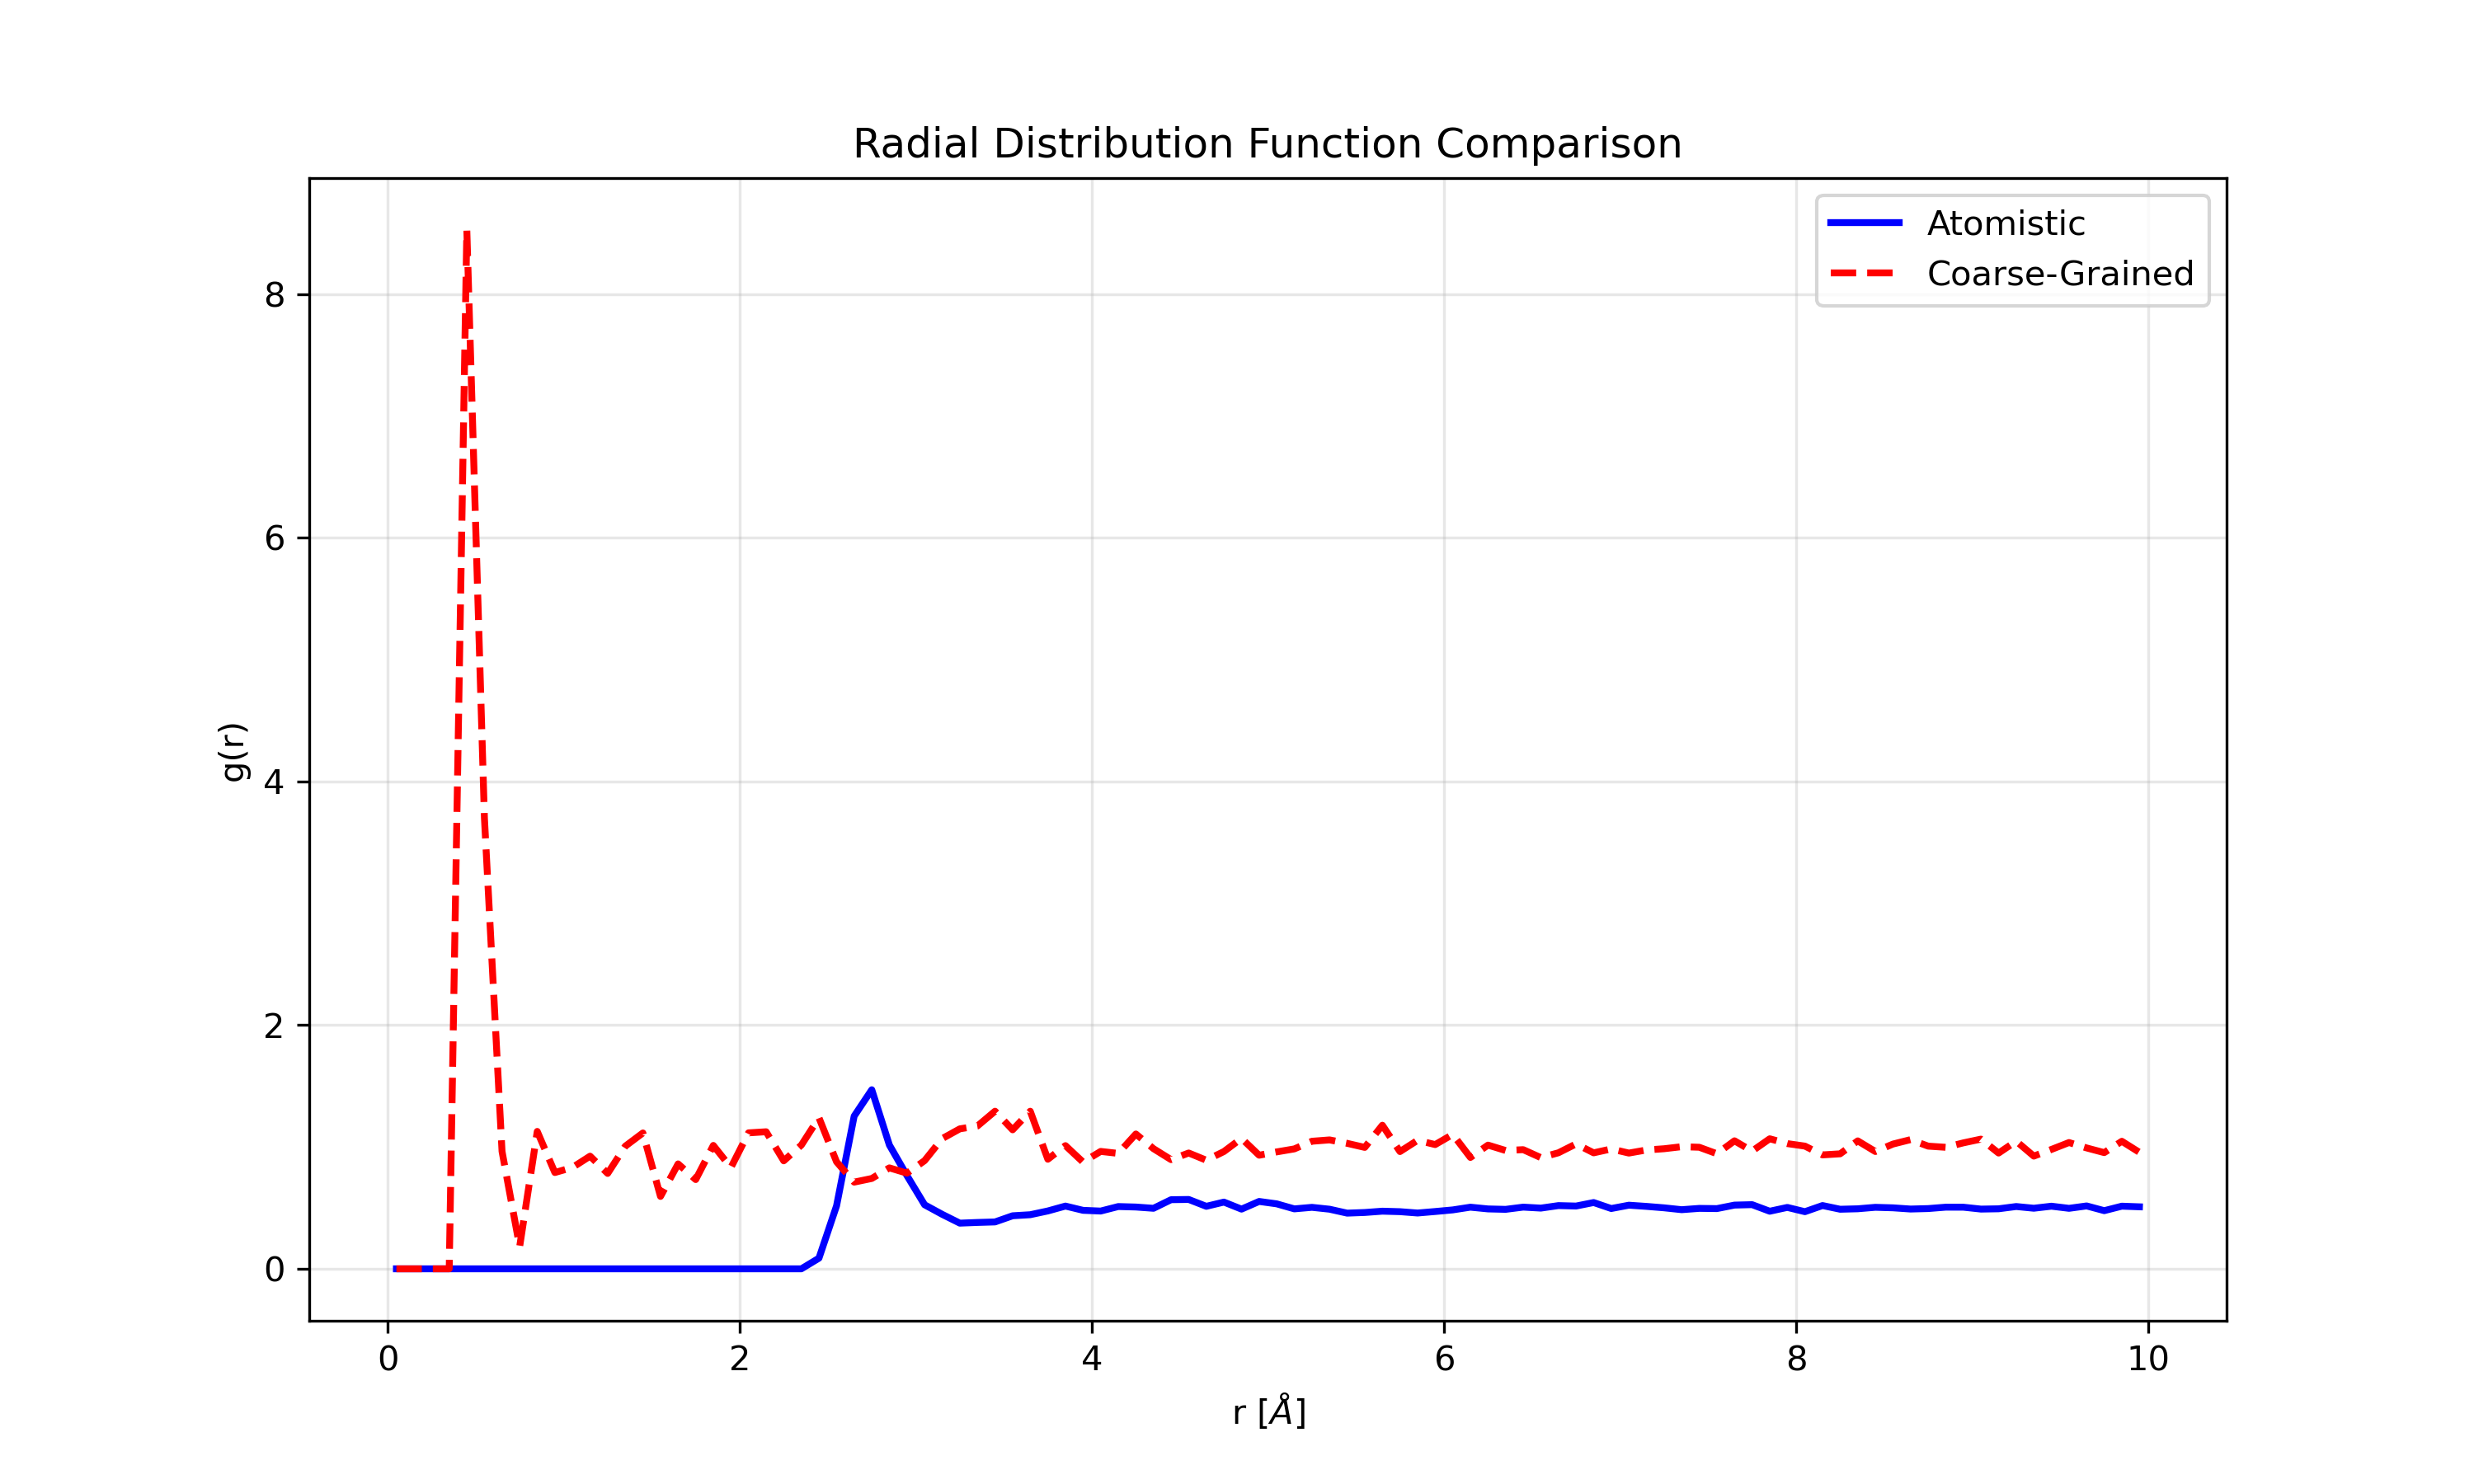 Radial Distribution Function Comparison
Atomistic
Coarse-Grained
g(r)
8
6
4
2
0
0 2 4 6 8 10
r [Å]